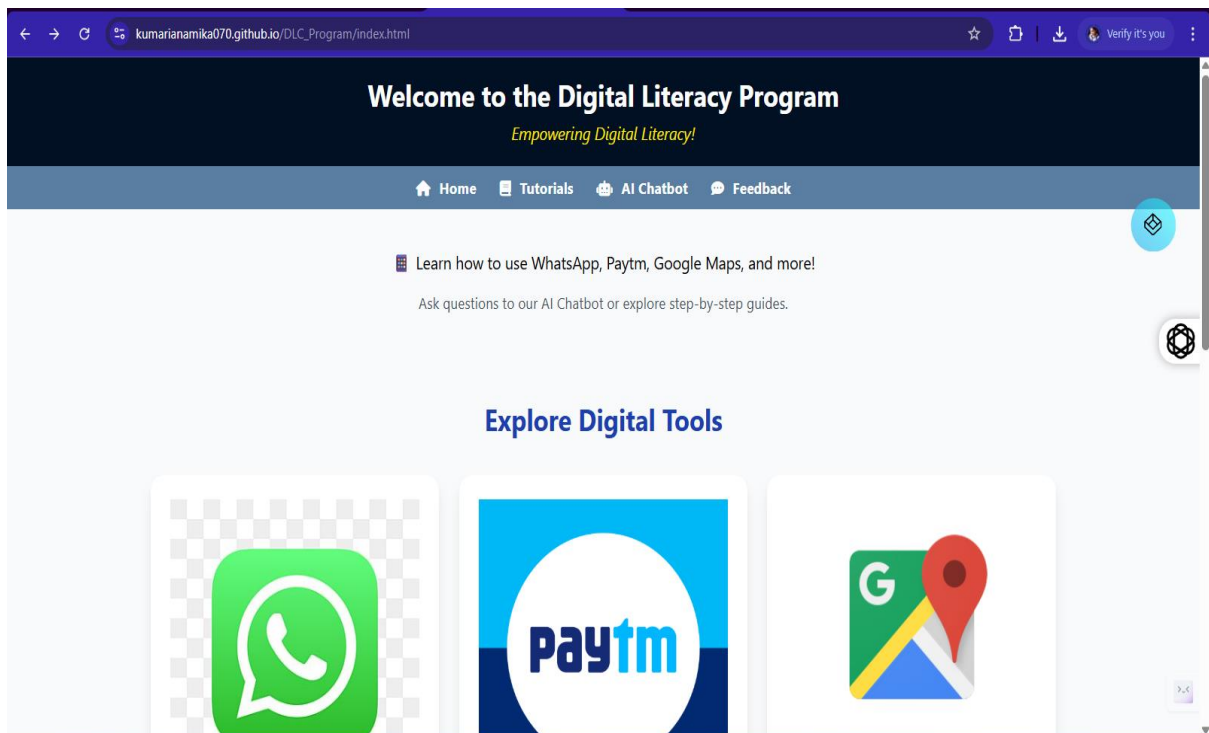 kumarianamika070.github.io/DLC_Program/index.html
Verify it's you
Welcome to the Digital Literacy Program
Empowering Digital Literacy!
Home Tutorials AI Chatbot Feedback
Learn how to use WhatsApp, Paytm, Google Maps, and more!
Ask questions to our AI Chatbot or explore step-by-step guides.
Explore Digital Tools
paytm
G